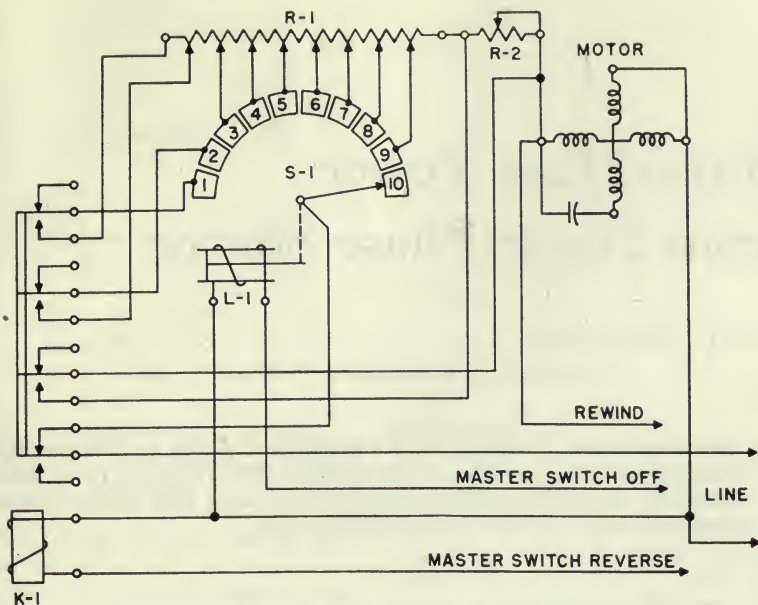 R-1
R-2
MOTOR
1
2
3
4
5
6
7
8
9
10
S-1
L-1
REWIND
MASTER SWITCH OFF
LINE
MASTER SWITCH REVERSE
K-1